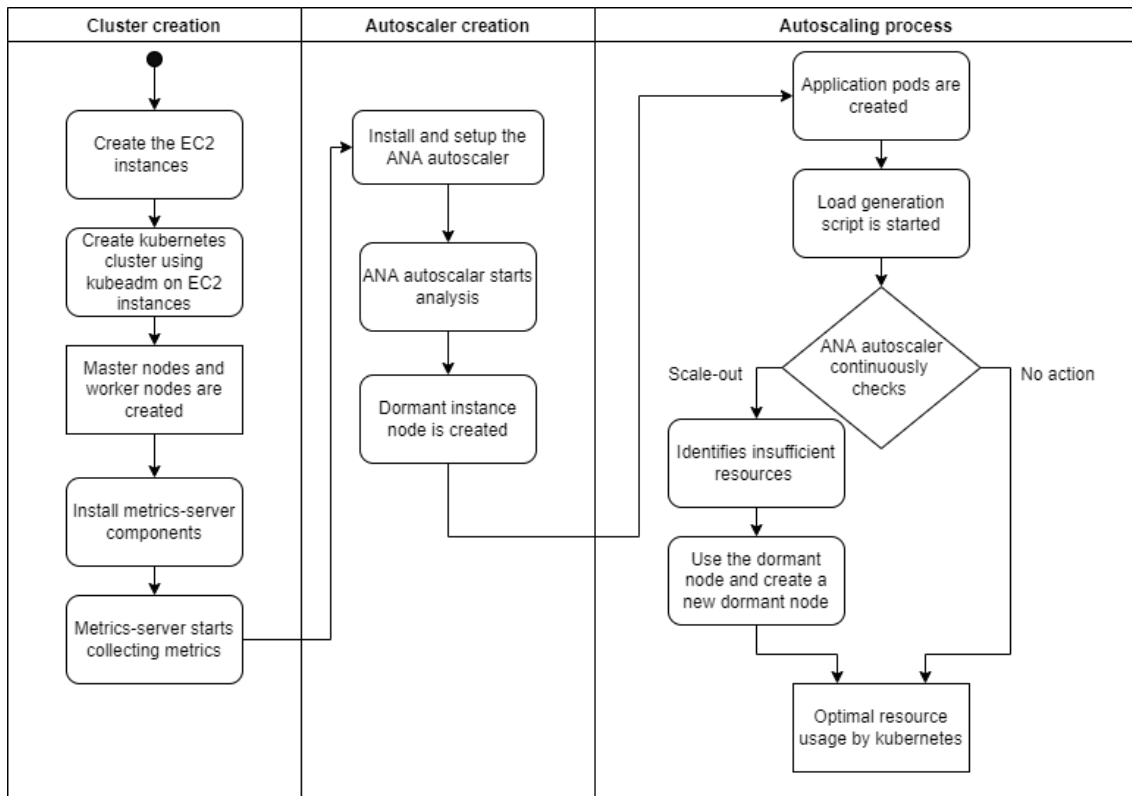 Cluster creation
Autoscaler creation
Autoscaling process
Create the EC2
instances
Create kubernetes
cluster using
kubeadm on EC2
instances
Master nodes and
worker nodes are
created
Install metrics-server
components
Metrics-server starts
collecting metrics
Install and setup the
ANA autoscaler
ANA autoscalar starts
analysis
Dormant instance
node is created
Application pods are
created
Load generation
script is started
ANA autoscaler
continuously
checks
Scale-out
No action
Identifies insufficient
resources
Use the dormant
node and create a
new dormant node
Optimal resource
usage by kubernetes